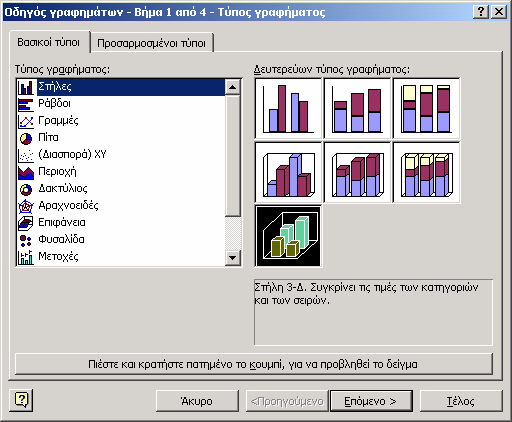 Οδηγός γραφημάτων - Βήμα 1 από 4 - Τύπος γραφήματος
Βασικοί τύποι
Προσαρμοσμένοι τύποι
Τύπος γραφήματος:
Στήλες
Ράβδοι
Γραμμές
Πίτα
(Διασπορά) XY
Περιοχή
Δακτύλιος
Αραχνοειδές
Επιφάνεια
Φυσαλίδα
Μετοχές
Δευτερεύων τύπος γραφήματος:
Στήλη 3-Δ. Συγκρίνει τις τιμές των κατηγοριών
και των σειρών.
Πιέστε και κρατήστε πατημένο το κουμπί, για να προβληθεί το δείγμα
Άκυρο
<Προηγούμενο
Επόμενο >
Τέλος